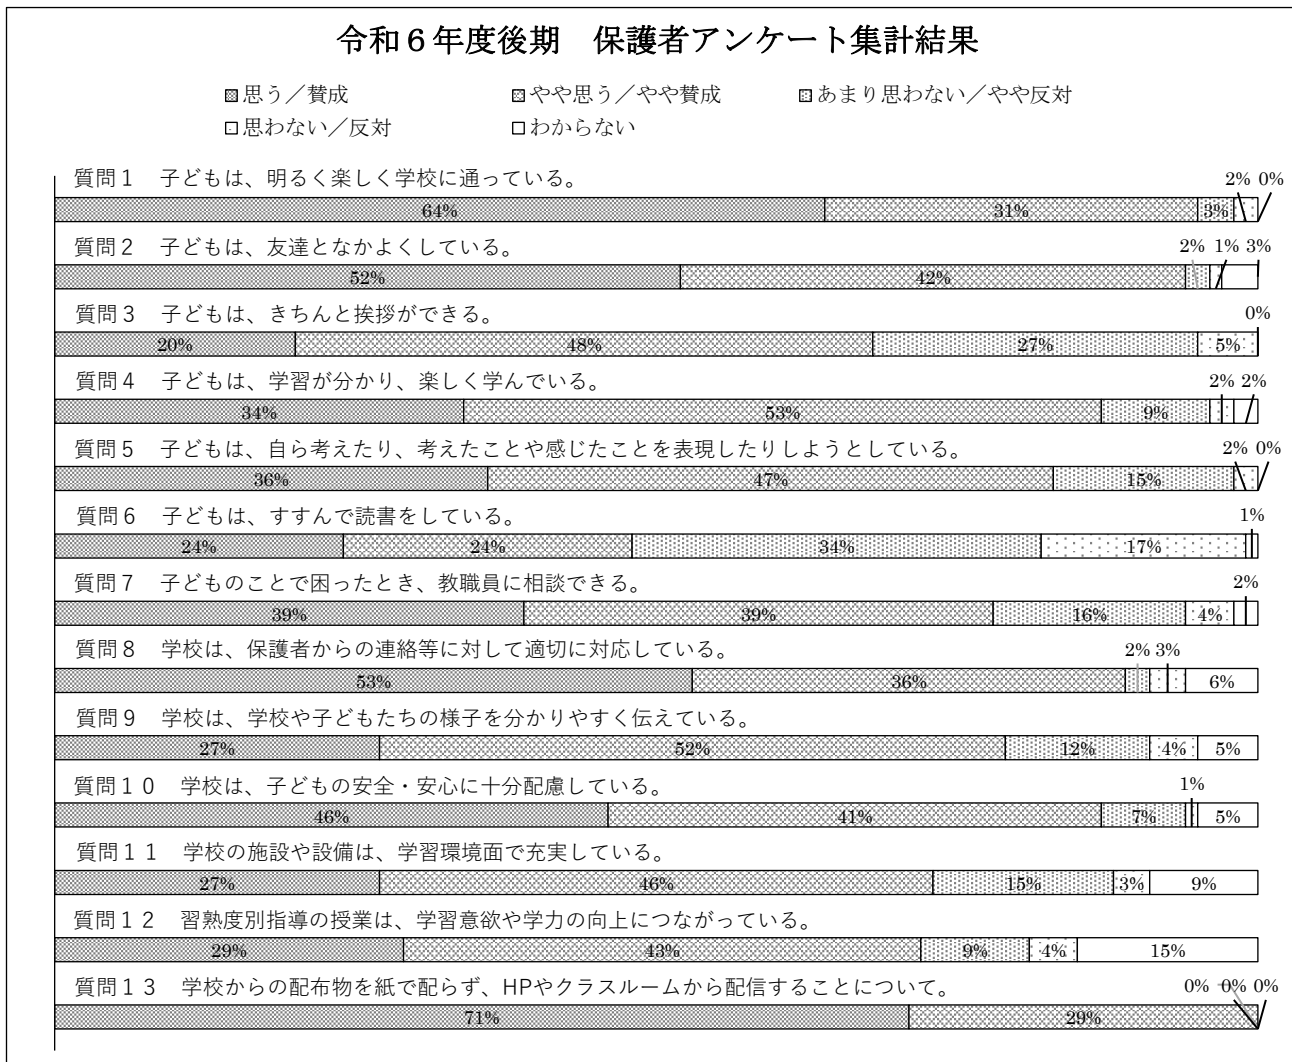 令和６年度後期　保護者アンケート集計結果
思う／賛成　やや思う／やや賛成　あまり思わない／やや反対
思わない／反対　わからない
質問１　子どもは、明るく楽しく学校に通っている。
2% 0%
64% 31% 3%
質問２　子どもは、友達となかよくしている。
2% 1% 3%
52% 42%
質問３　子どもは、きちんと挨拶ができる。
0%
20% 48% 27% 5%
質問４　子どもは、学習が分かり、楽しく学んでいる。
2% 2%
34% 53% 9%
質問５　子どもは、自ら考えたり、考えたことや感じたことを表現したりしようとしている。
2% 0%
36% 47% 15%
質問６　子どもは、すすんで読書をしている。
1%
24% 24% 34% 17%
質問７　子どものことで困ったとき、教職員に相談できる。
2%
39% 39% 16% 4%
質問８　学校は、保護者からの連絡等に対して適切に対応している。
2% 3%
53% 36% 6%
質問９　学校は、学校や子どもたちの様子を分かりやすく伝えている。
27% 52% 12% 4% 5%
質問１０　学校は、子どもの安全・安心に十分配慮している。
1%
46% 41% 7% 5%
質問１１　学校の施設や設備は、学習環境面で充実している。
27% 46% 15% 3% 9%
質問１２　習熟度別指導の授業は、学習意欲や学力の向上につながっている。
29% 43% 9% 4% 15%
質問１３　学校からの配布物を紙で配らず、HPやクラスルームから配信することについて。
0% 0% 0%
71% 29%